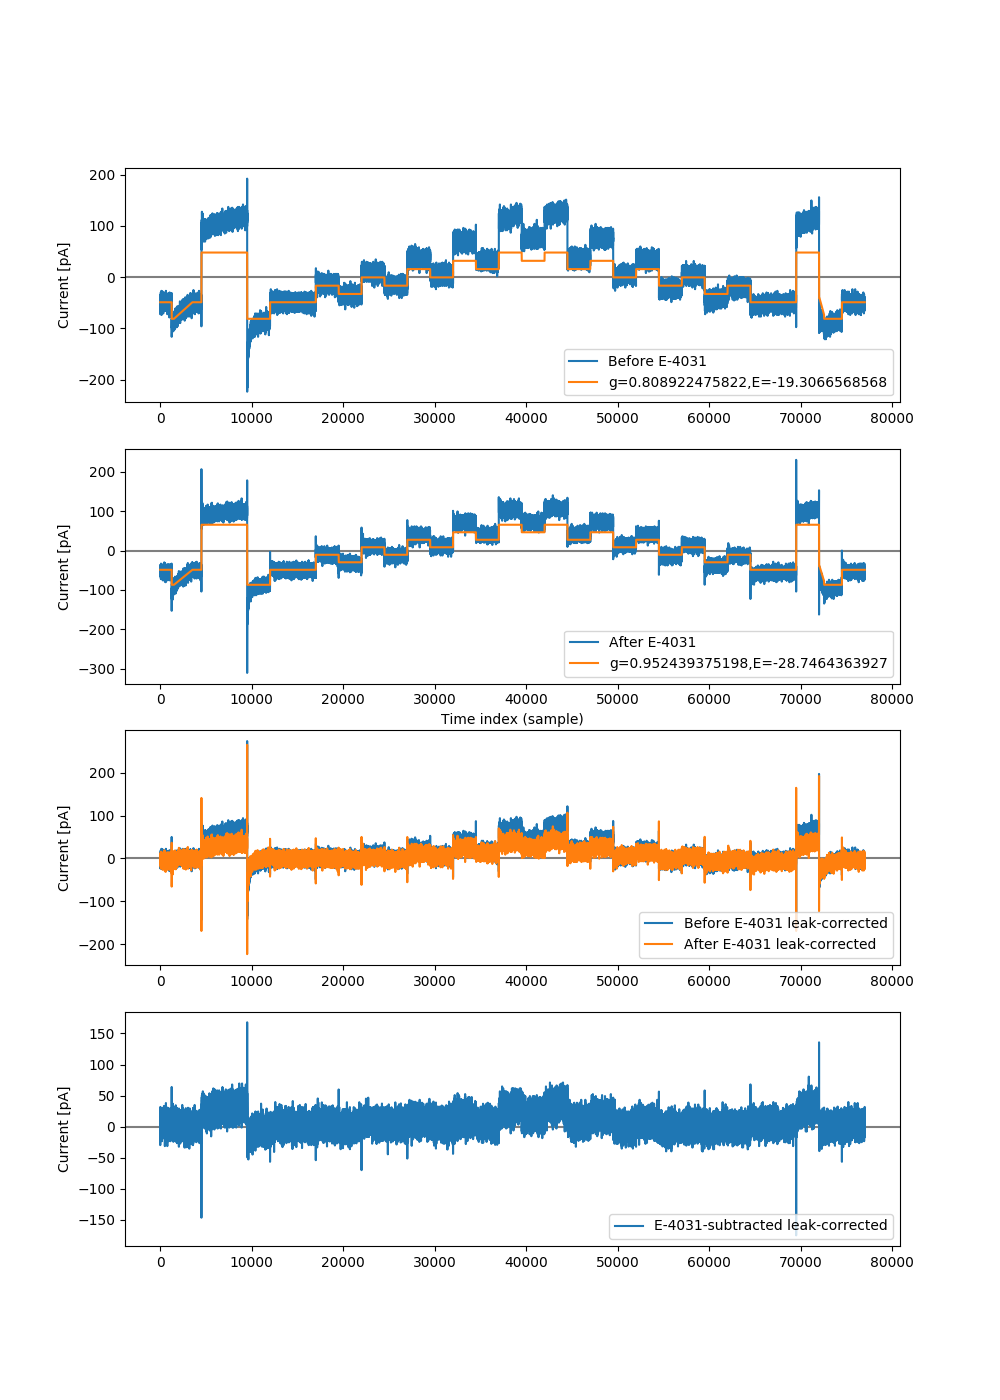 200
100
0
−100
−200
Current [pA]
Before E-4031
g=0.808922475822,E=-19.3066568568
0 10000 20000 30000 40000 50000 60000 70000 80000
200
100
0
−100
−200
−300
Current [pA]
After E-4031
g=0.952439375198,E=-28.7464363927
0 10000 20000 30000 40000 50000 60000 70000 80000
Time index (sample)
200
100
0
−100
−200
Current [pA]
Before E-4031 leak-corrected
After E-4031 leak-corrected
0 10000 20000 30000 40000 50000 60000 70000 80000
150
100
50
0
−50
−100
−150
Current [pA]
E-4031-subtracted leak-corrected
0 10000 20000 30000 40000 50000 60000 70000 80000